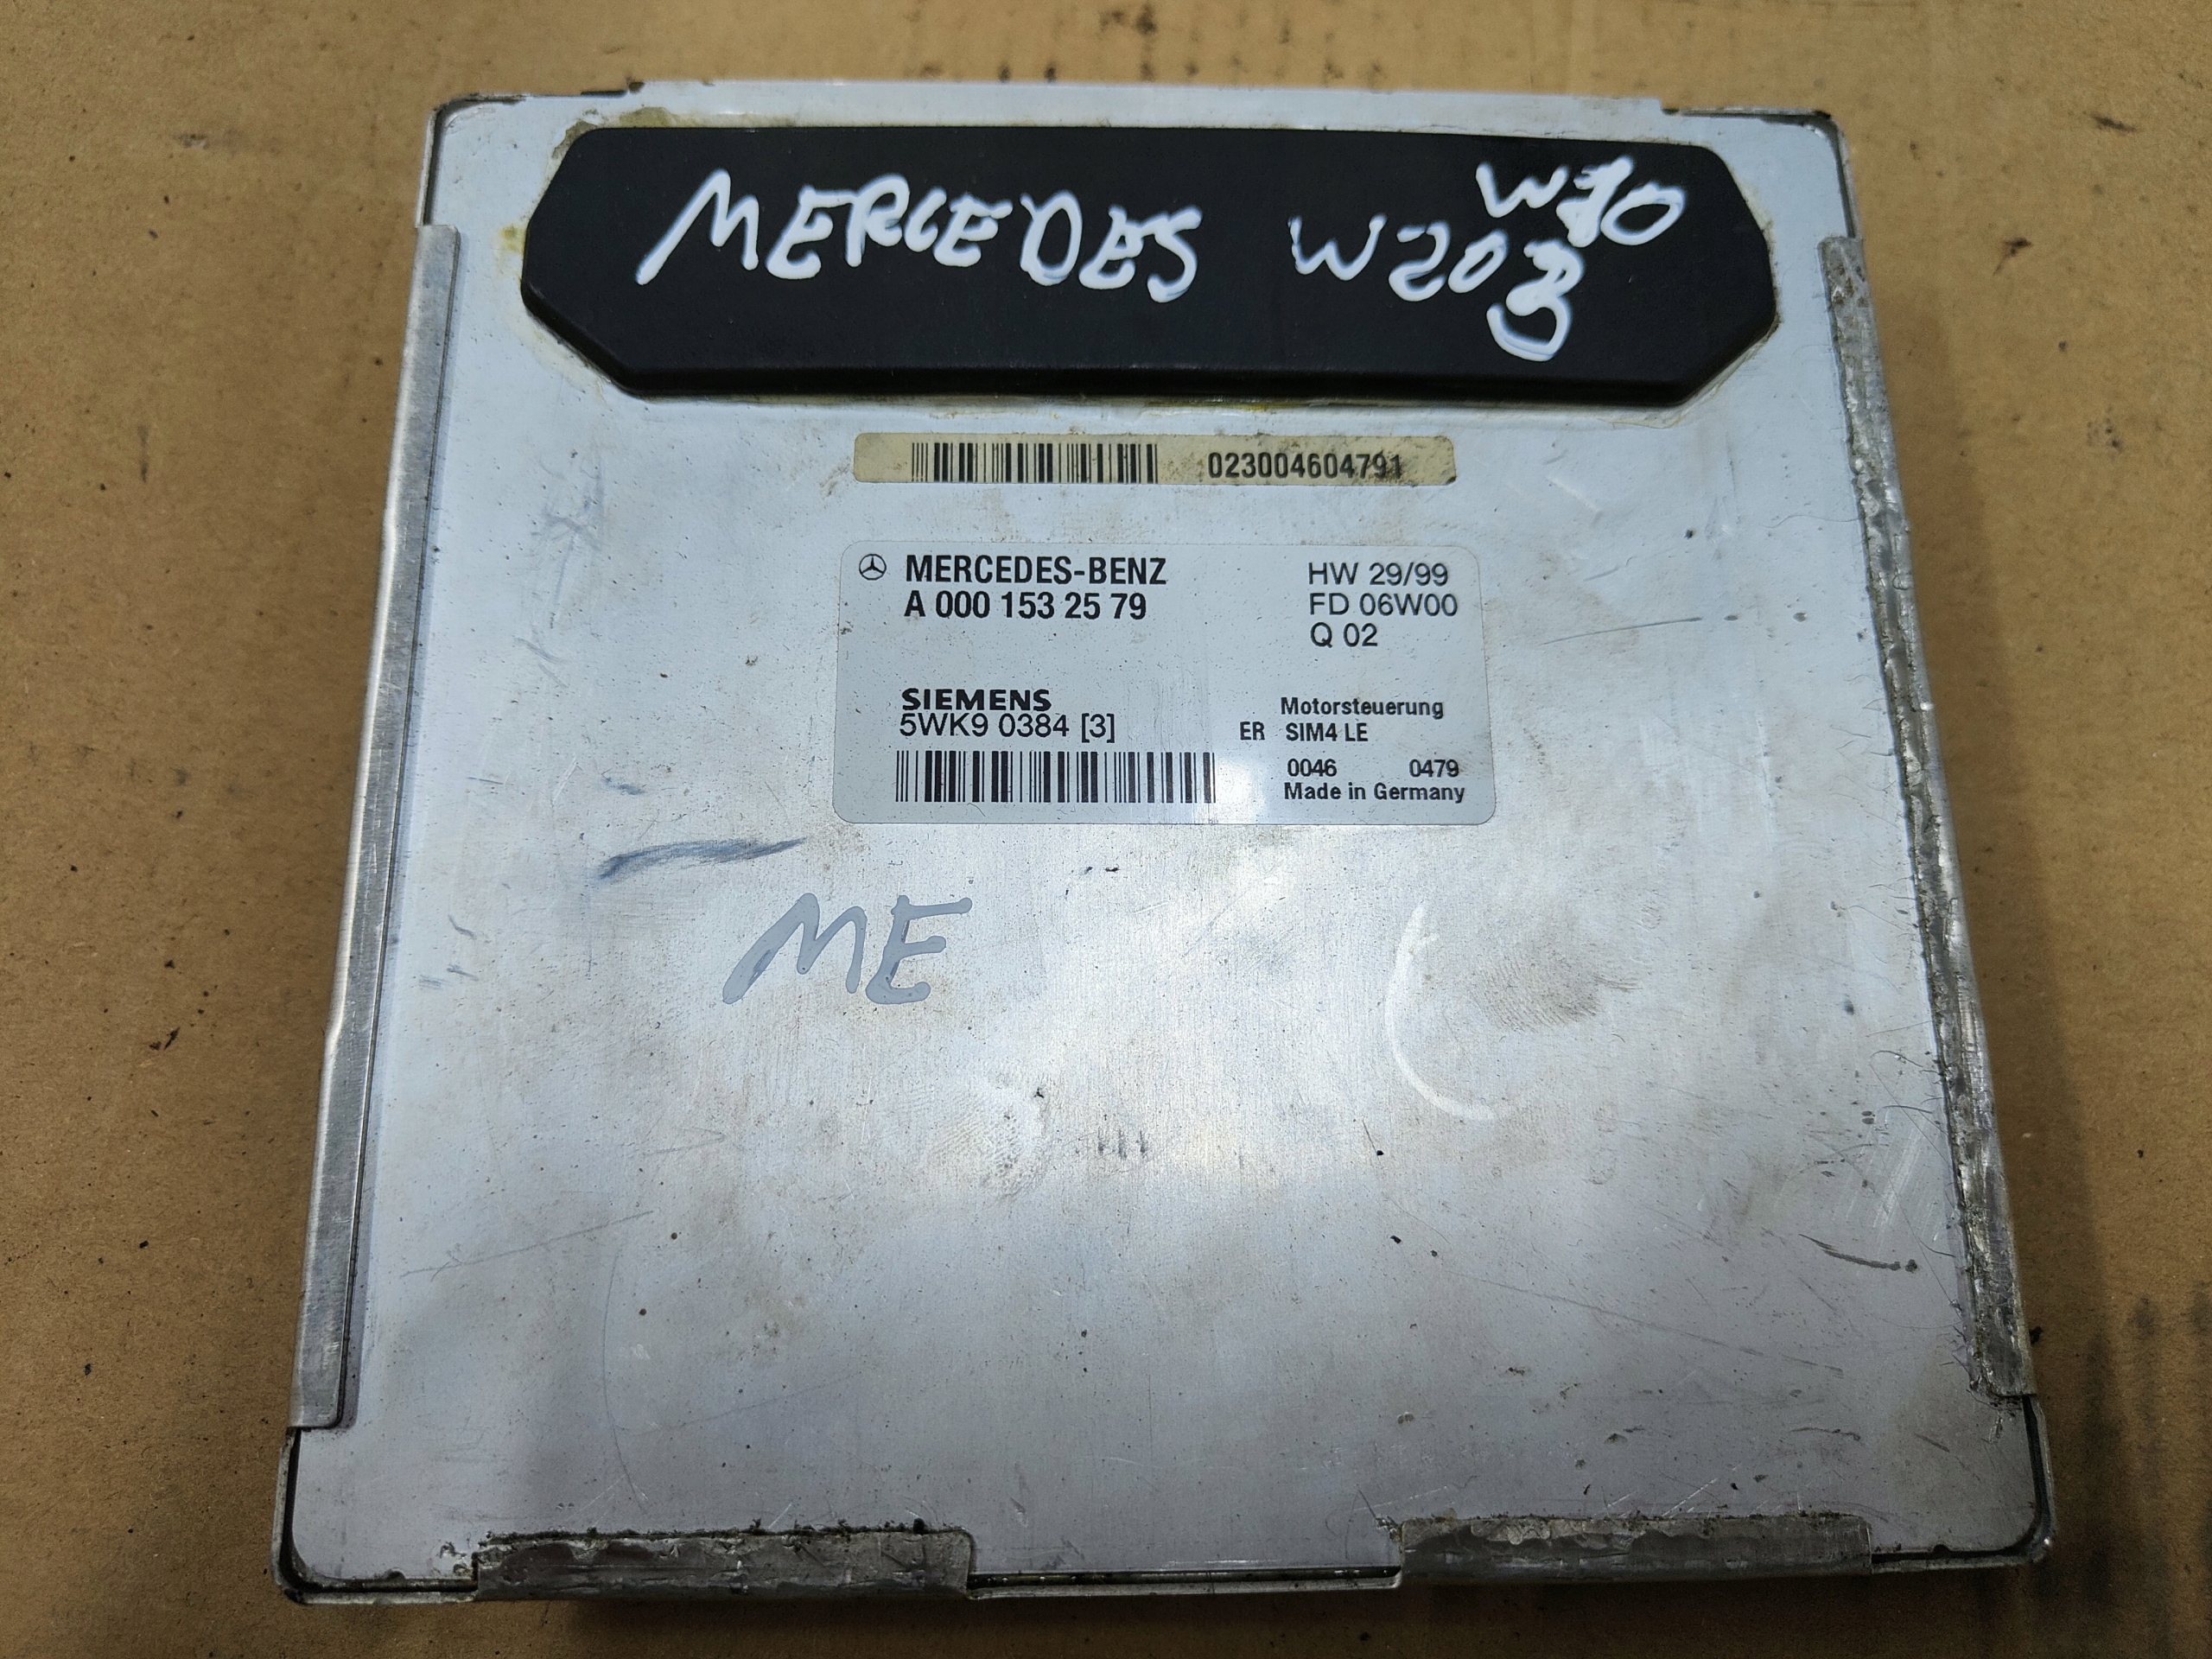 MERCEDES W203
023004604791
MERCEDES-BENZ HW 29/99
A 000 153 25 79 FD 06W00
Q 02
SIEMENS Motorsteuerung
5WK9 0384 [3] ER SIM4 LE
0046 0479
Made in Germany
ME